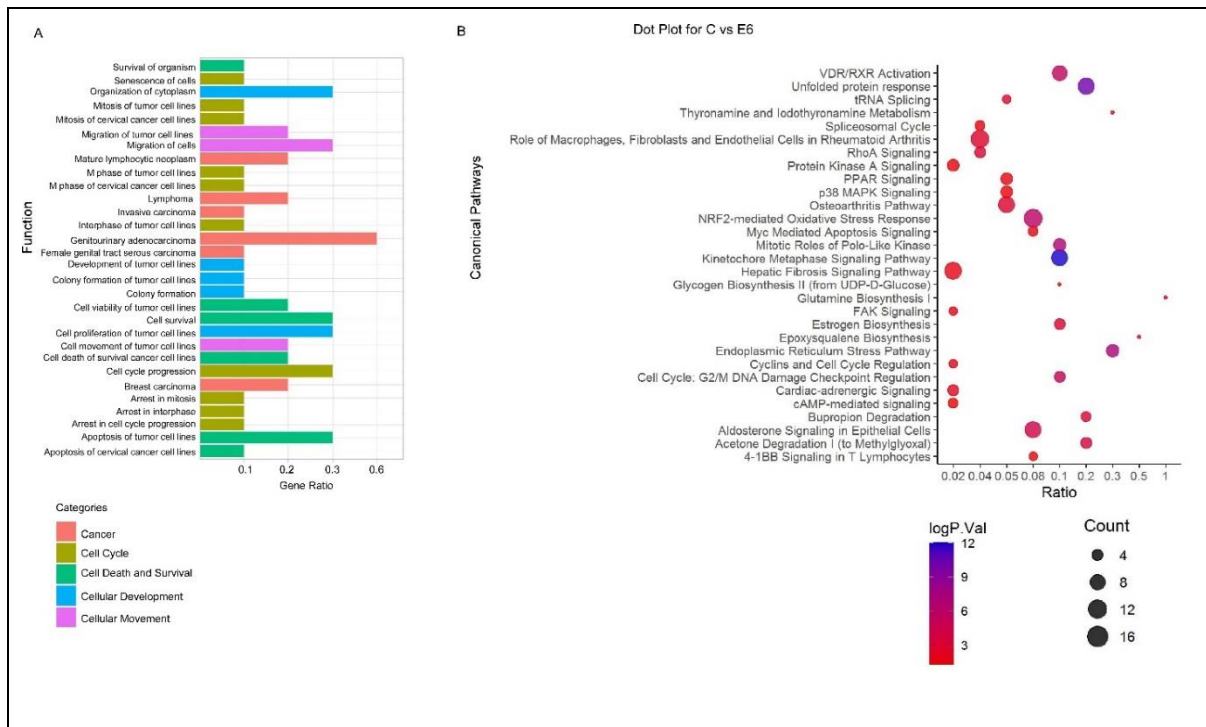 A
Function
Survival of organism
Senescence of cells
Organization of cytoplasm
Mitosis of tumor cell lines
Mitosis of cervical cancer cell lines
Migration of tumor cell lines
Migration of cells
Mature lymphocytic neoplasm
M phase of tumor cell lines
M phase of cervical cancer cell lines
Lymphoma
Invasive carcinoma
Interphase of tumor cell lines
Genitourinary adenocarcinoma
Female genital tract serous carcinoma
Development of tumor cell lines
Colony formation of tumor cell lines
Colony formation
Cell viability of tumor cell lines
Cell survival
Cell proliferation of tumor cell lines
Cell movement of tumor cell lines
Cell death of survival cancer cell lines
Cell cycle progression
Breast carcinoma
Arrest in mitosis
Arrest in interphase
Arrest in cell cycle progression
Apoptosis of tumor cell lines
Apoptosis of cervical cancer cell lines
0.1 0.2 0.3 0.6
Gene Ratio
Categories
Cancer
Cell Cycle
Cell Death and Survival
Cellular Development
Cellular Movement
B
Dot Plot for C vs E6
Canonical Pathways
VDR/RXR Activation
Unfolded protein response
tRNA Splicing
Thyronamine and Iodothyronamine Metabolism
Spliceosomal Cycle
Role of Macrophages, Fibroblasts and Endothelial Cells in Rheumatoid Arthritis
RhoA Signaling
Protein Kinase A Signaling
PPAR Signaling
p38 MAPK Signaling
Osteoarthritis Pathway
NRF2-mediated Oxidative Stress Response
Myc Mediated Apoptosis Signaling
Mitotic Roles of Polo-Like Kinase
Kinetochore Metaphase Signaling Pathway
Hepatic Fibrosis Signaling Pathway
Glycogen Biosynthesis II (from UDP-D-Glucose)
Glutamine Biosynthesis I
FAK Signaling
Estrogen Biosynthesis
Epoxysqualene Biosynthesis
Endoplasmic Reticulum Stress Pathway
Cyclins and Cell Cycle Regulation
Cell Cycle: G2/M DNA Damage Checkpoint Regulation
Cardiac-adrenergic Signaling
cAMP-mediated signaling
Bupropion Degradation
Aldosterone Signaling in Epithelial Cells
Acetone Degradation I (to Methylglyoxal)
4-1BB Signaling in T Lymphocytes
0.02 0.04 0.05 0.08 0.1 0.2 0.3 0.5 1
Ratio
logP.Val
12
9
6
3
Count
4
8
12
16